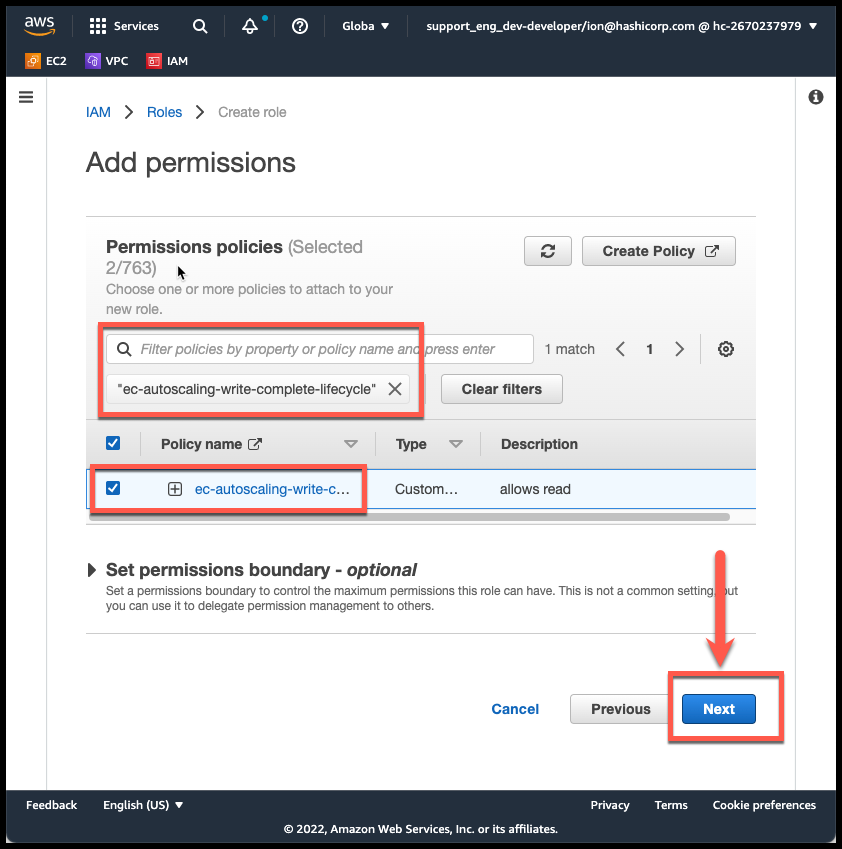 aws
Services
Globa
support_eng_dev-developer/ion@hashicorp.com @ hc-2670237979
EC2
VPC
IAM
IAM
Roles
Create role
Add permissions
Permissions policies (Selected
2/763)
Choose one or more policies to attach to your
new role.
Create Policy
Filter policies by property or policy name and press enter
1 match
1
"ec-autoscaling-write-complete-lifecycle"
Clear filters
Policy name
Type
Description
ec-autoscaling-write-c…
Custom…
allows read
Set permissions boundary - optional
Set a permissions boundary to control the maximum permissions this role can have. This is not a common setting, but
you can use it to delegate permission management to others.
Cancel
Previous
Next
Feedback
English (US)
Privacy
Terms
Cookie preferences
© 2022, Amazon Web Services, Inc. or its affiliates.